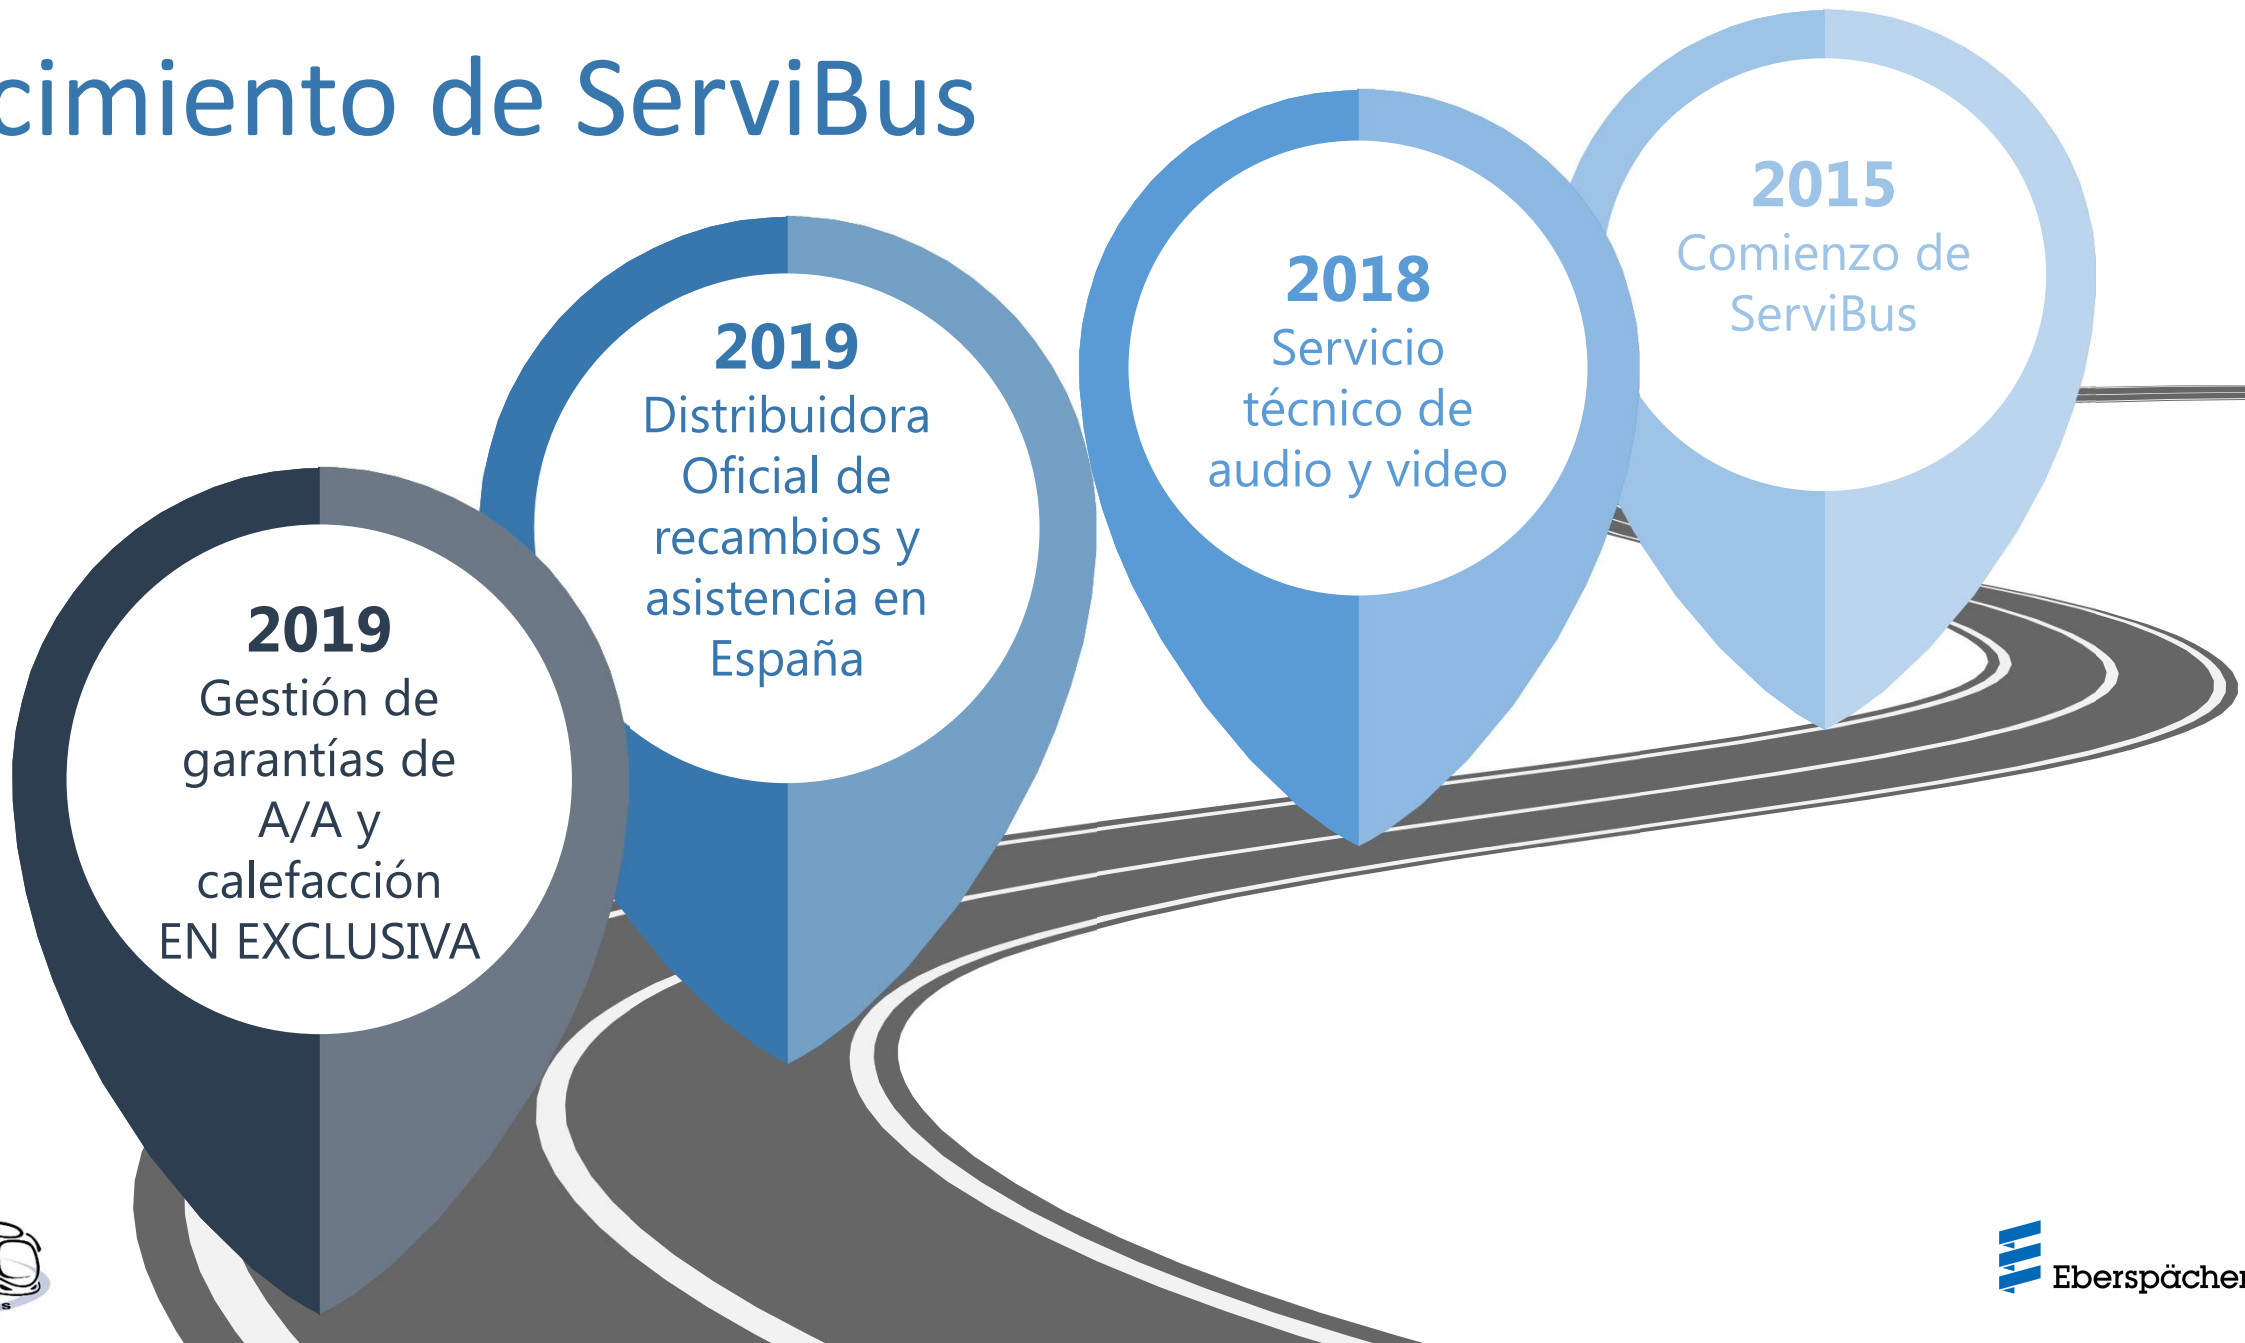 cimiento de ServiBus
2019
Gestión de
garantías de
A/A y
calefacción
EN EXCLUSIVA
2019
Distribuidora
Oficial de
recambios y
asistencia en
España
2018
Servicio
técnico de
audio y video
2015
Comienzo de
ServiBus
s
Eberspächer